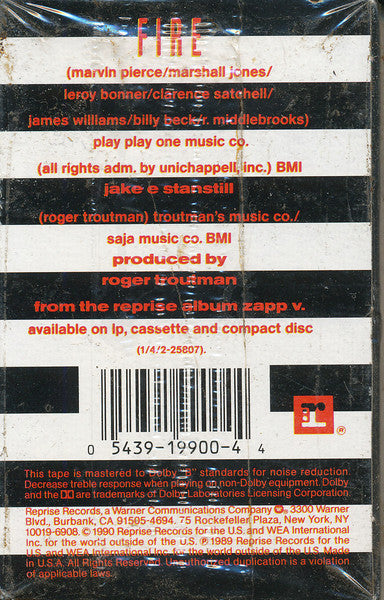 FIRE
(marvin pierce/marshall jones/
leroy bonner/clarence satchell/
james williams/billy beck/r. middlebrooks)
play play one music co.
(all rights adm. by unichappell, inc.) BMI
jake e stanstill
(roger troutman) troutman's music co./
saja music co. BMI
produced by
roger troutman
from the reprise album zapp v.
available on lp, cassette and compact disc
(1/4/2-25807).
r
®
0 5439-19900-4 4
This tape is mastered to Dolby "B" standards for noise reduction.
Decrease treble response when playing on non-Dolby equipment. Dolby
and the DD are trademarks of Dolby Laboratories Licensing Corporation.
Reprise Records, a Warner Communications Company 3300 Warner
Blvd., Burbank, CA 91505-4694. 75 Rockefeller Plaza, New York, NY
10019-6908. © 1990 Reprise Records for the U.S. and WEA International
Inc. for the world outside of the U.S. ℗ 1989 Reprise Records for the
U.S. and WEA International Inc. for the world outside of the U.S. Made
in U.S.A. All Rights Reserved. Unauthorized duplication is a violation
of applicable laws.